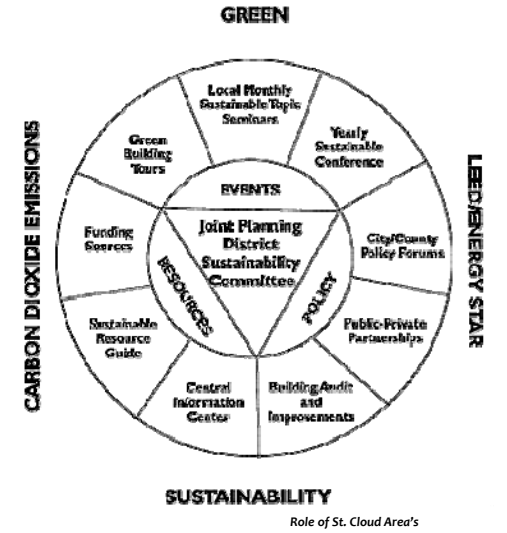 GREEN
Local Monthly
Sustainable Topic
Seminars
Green
Building
Tours
Yearly
Sustainable
Conference
EVENTS
CARBON DIOXIDE EMISSIONS
LEED/ENERGY STAR
Funding
Sources
Joint Planning
District
Sustainability
Committee
City/County
Policy Forums
RESOURCES
POLICY
Sustainable
Resource
Guide
Public-Private
Partnerships
Central
Information
Center
Building Audit
and
Improvements
SUSTAINABILITY
Role of St. Cloud Area's